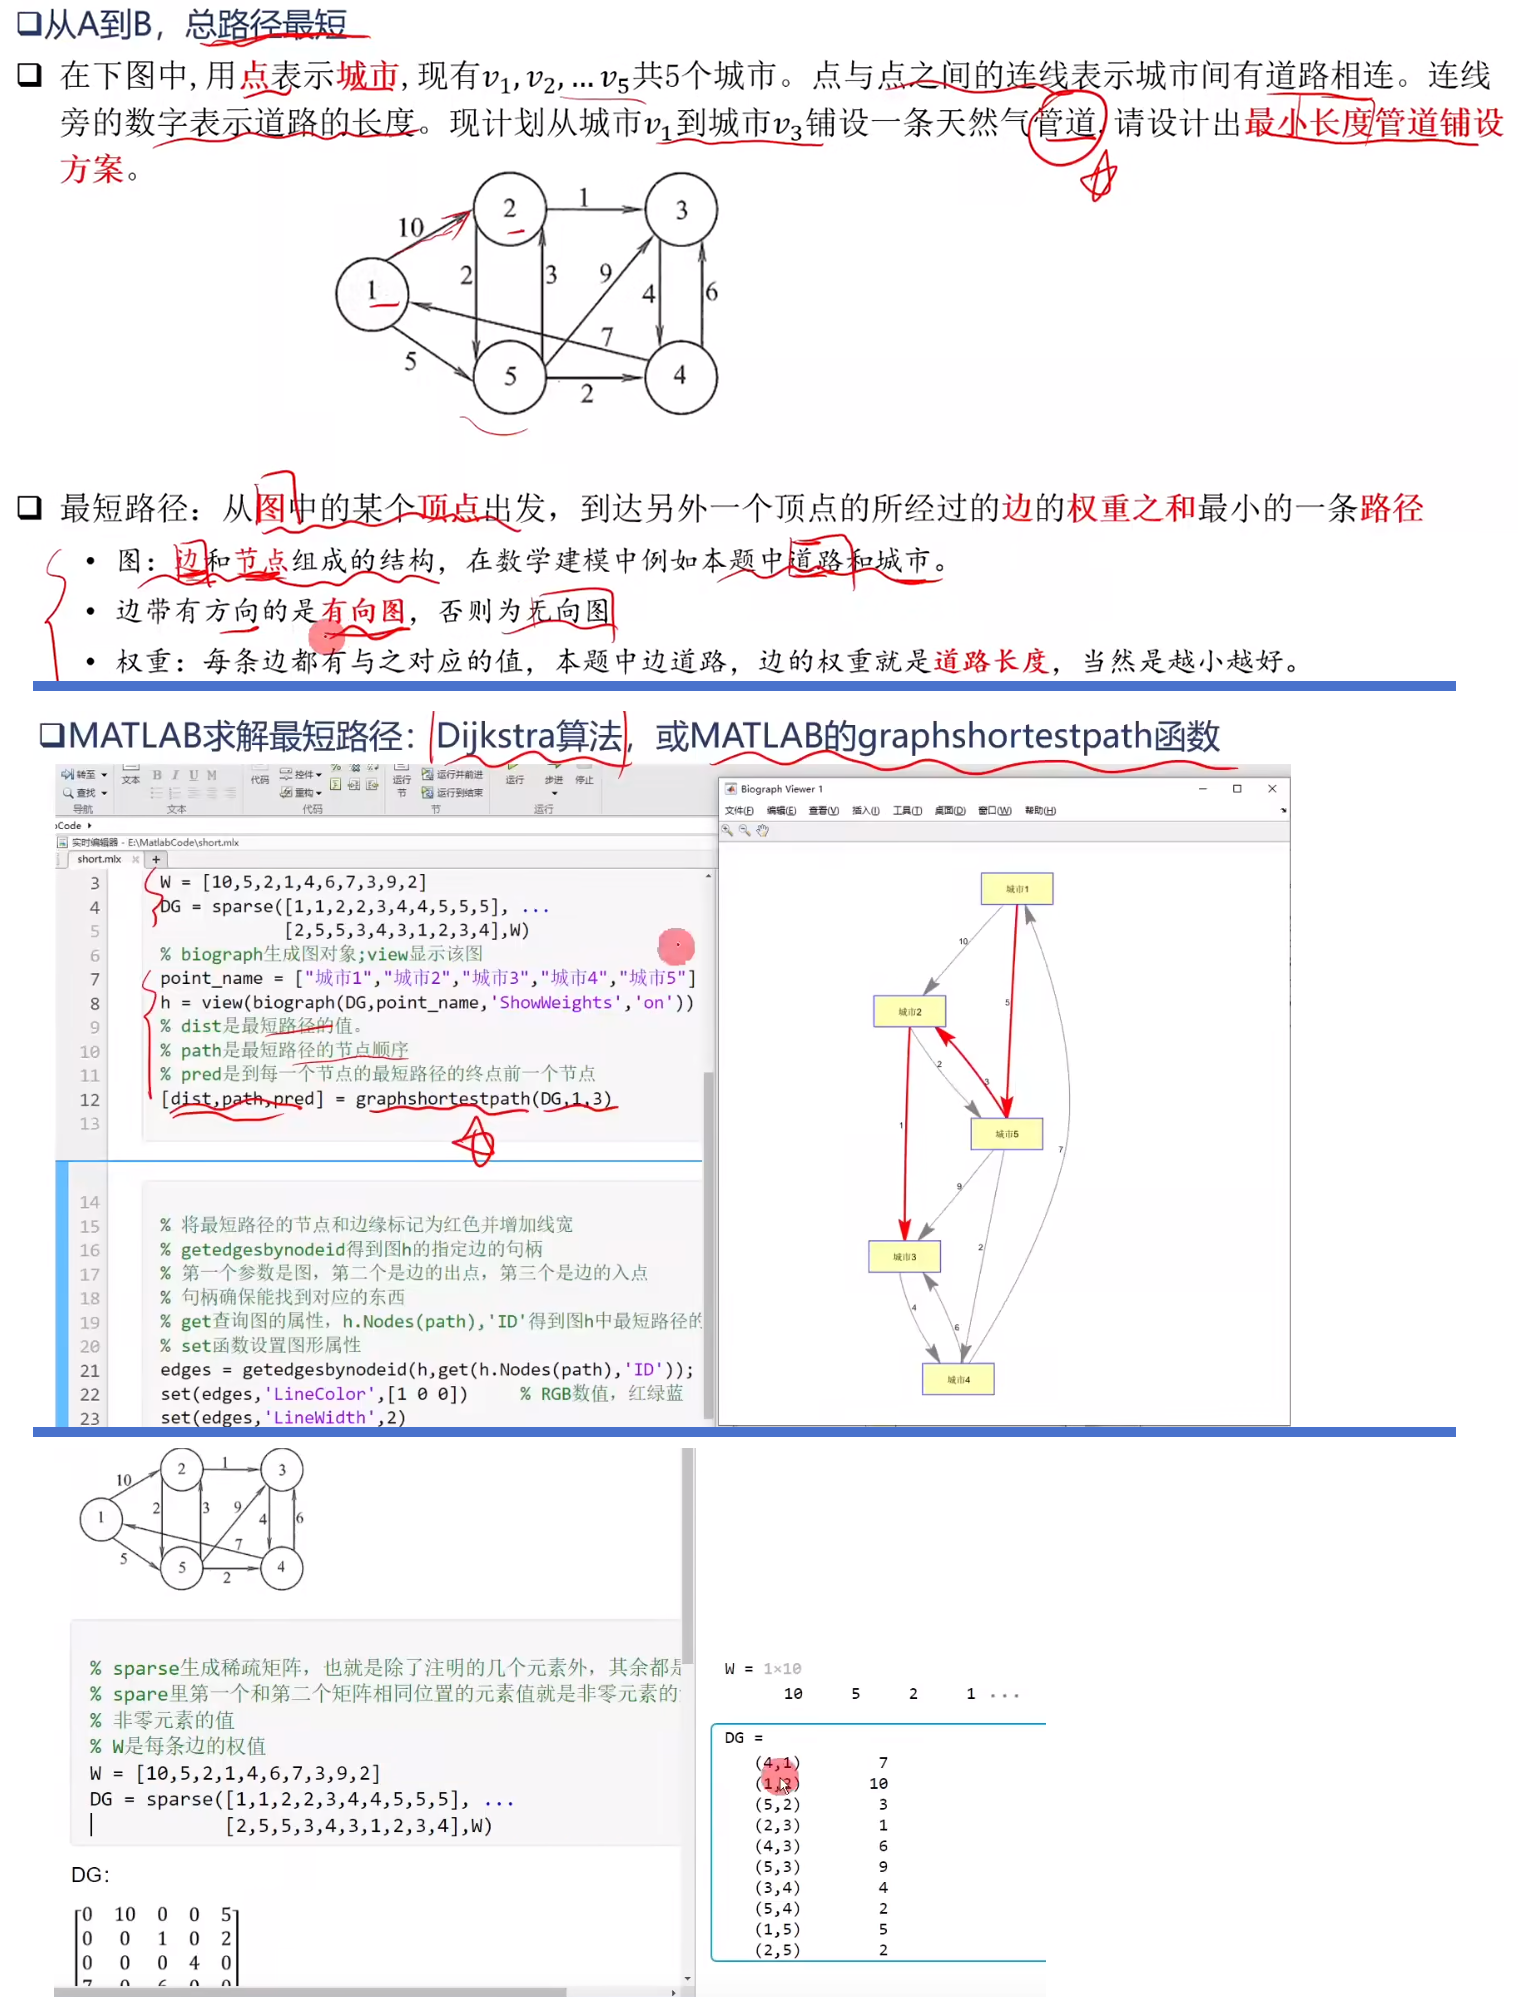 ❑从A到B，总路径最短
❑ 在下图中,用点表示城市,现有v₁,v₂,…v₅共5个城市。点与点之间的连线表示城市间有道路相连。连线
旁的数字表示道路的长度。现计划从城市v₁到城市v₃铺设一条天然气管道,请设计出最小长度管道铺设
方案。
10
2
1
3
1
2
3
9
4
6
7
5
5
2
4
❑ 最短路径：从图中的某个顶点出发，到达另外一个顶点的所经过的边的权重之和最小的一条路径
• 图：边和节点组成的结构，在数学建模中例如本题中道路和城市。
• 边带有方向的是有向图，否则为无向图
• 权重：每条边都有与之对应的值，本题中边道路，边的权重就是道路长度，当然是越小越好。
❑MATLAB求解最短路径：Dijkstra算法，或MATLAB的graphshortestpath函数
转至 文本 B I U M 代码 控件 运行 运行并前进 运行 步进 停止
查找 重构 节 运行到结束
导航 文本 代码 节 运行
Code
实时编辑器 - E:\MatlabCode\short.mlx
short.mlx × +
3 W = [10,5,2,1,4,6,7,3,9,2]
4 DG = sparse([1,1,2,2,3,4,4,5,5,5], ...
5 [2,5,5,3,4,3,1,2,3,4],W)
6 % biograph生成图对象;view显示该图
7 point_name = ["城市1","城市2","城市3","城市4","城市5"]
8 h = view(biograph(DG,point_name,'ShowWeights','on'))
9 % dist是最短路径的值。
10 % path是最短路径的节点顺序
11 % pred是到每一个节点的最短路径的终点前一个节点
12 [dist,path,pred] = graphshortestpath(DG,1,3)
13
14
15 % 将最短路径的节点和边缘标记为红色并增加线宽
16 % getedgesbynodeid得到图h的指定边的句柄
17 % 第一个参数是图，第二个是边的出点，第三个是边的入点
18 % 句柄确保能找到对应的东西
19 % get查询图的属性，h.Nodes(path),'ID'得到图h中最短路径的
20 % set函数设置图形属性
21 edges = getedgesbynodeid(h,get(h.Nodes(path),'ID'));
22 set(edges,'LineColor',[1 0 0]) % RGB数值，红绿蓝
23 set(edges,'LineWidth',2)
Biograph Viewer 1
文件(F) 编辑(E) 查看(V) 插入(I) 工具(T) 桌面(D) 窗口(W) 帮助(H)
城市1
10
5
城市2
2
3
1
城市5
7
9
2
城市3
4
6
城市4
10
2
1
3
1
2
3
9
4
6
7
5
5
2
4
% sparse生成稀疏矩阵，也就是除了注明的几个元素外，其余都是
% spare里第一个和第二个矩阵相同位置的元素值就是非零元素的
% 非零元素的值
% W是每条边的权值
W = [10,5,2,1,4,6,7,3,9,2]
DG = sparse([1,1,2,2,3,4,4,5,5,5], ...
[2,5,5,3,4,3,1,2,3,4],W)
DG：
0 10 0 0 5
0 0 1 0 2
0 0 0 4 0
7 0 6 0 0
W = 1×10
10 5 2 1 ...
DG =
(4,1) 7
(1,2) 10
(5,2) 3
(2,3) 1
(4,3) 6
(5,3) 9
(3,4) 4
(5,4) 2
(1,5) 5
(2,5) 2